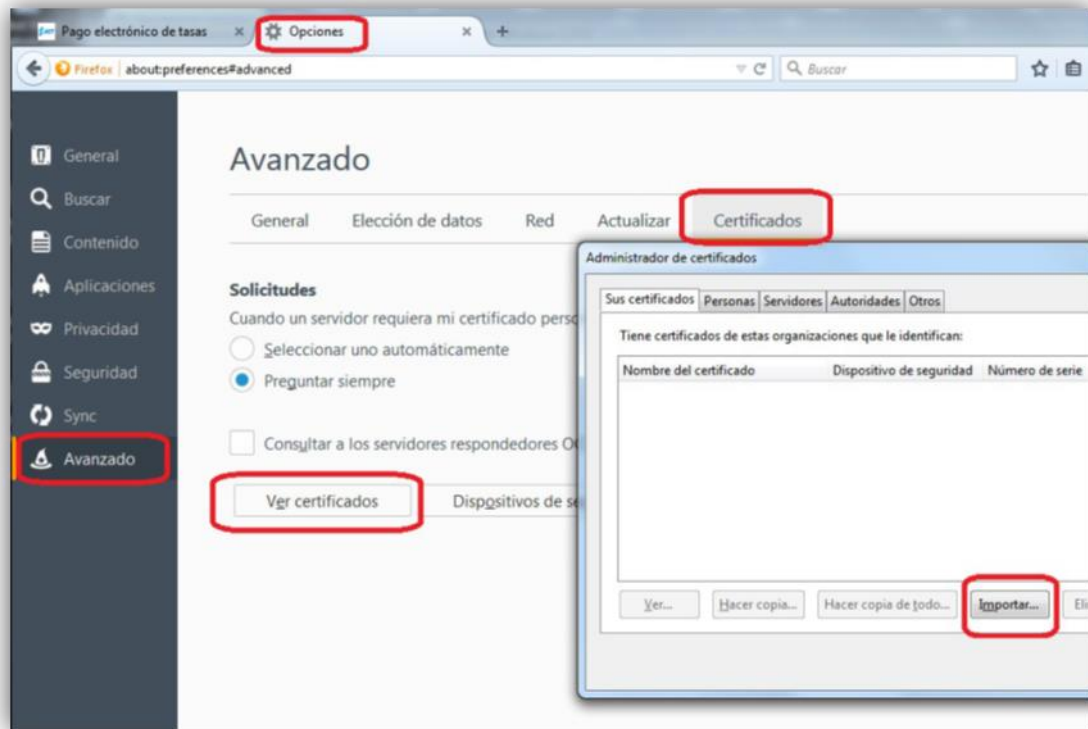 Pago electrónico de tasas
Opciones
Firefox about:preferences#advanced
Buscar
General
Buscar
Contenido
Aplicaciones
Privacidad
Seguridad
Sync
Avanzado
Avanzado
General Elección de datos Red Actualizar Certificados
Solicitudes
Cuando un servidor requiera mi certificado perso
Seleccionar uno automáticamente
Preguntar siempre
Consultar a los servidores respondedores
Ver certificados Dispositivos de se
Administrador de certificados
Sus certificados Personas Servidores Autoridades Otros
Tiene certificados de estas organizaciones que le identifican:
Nombre del certificado Dispositivo de seguridad Número de serie
Ver... Hacer copia... Hacer copia de todo... Importar... Eli